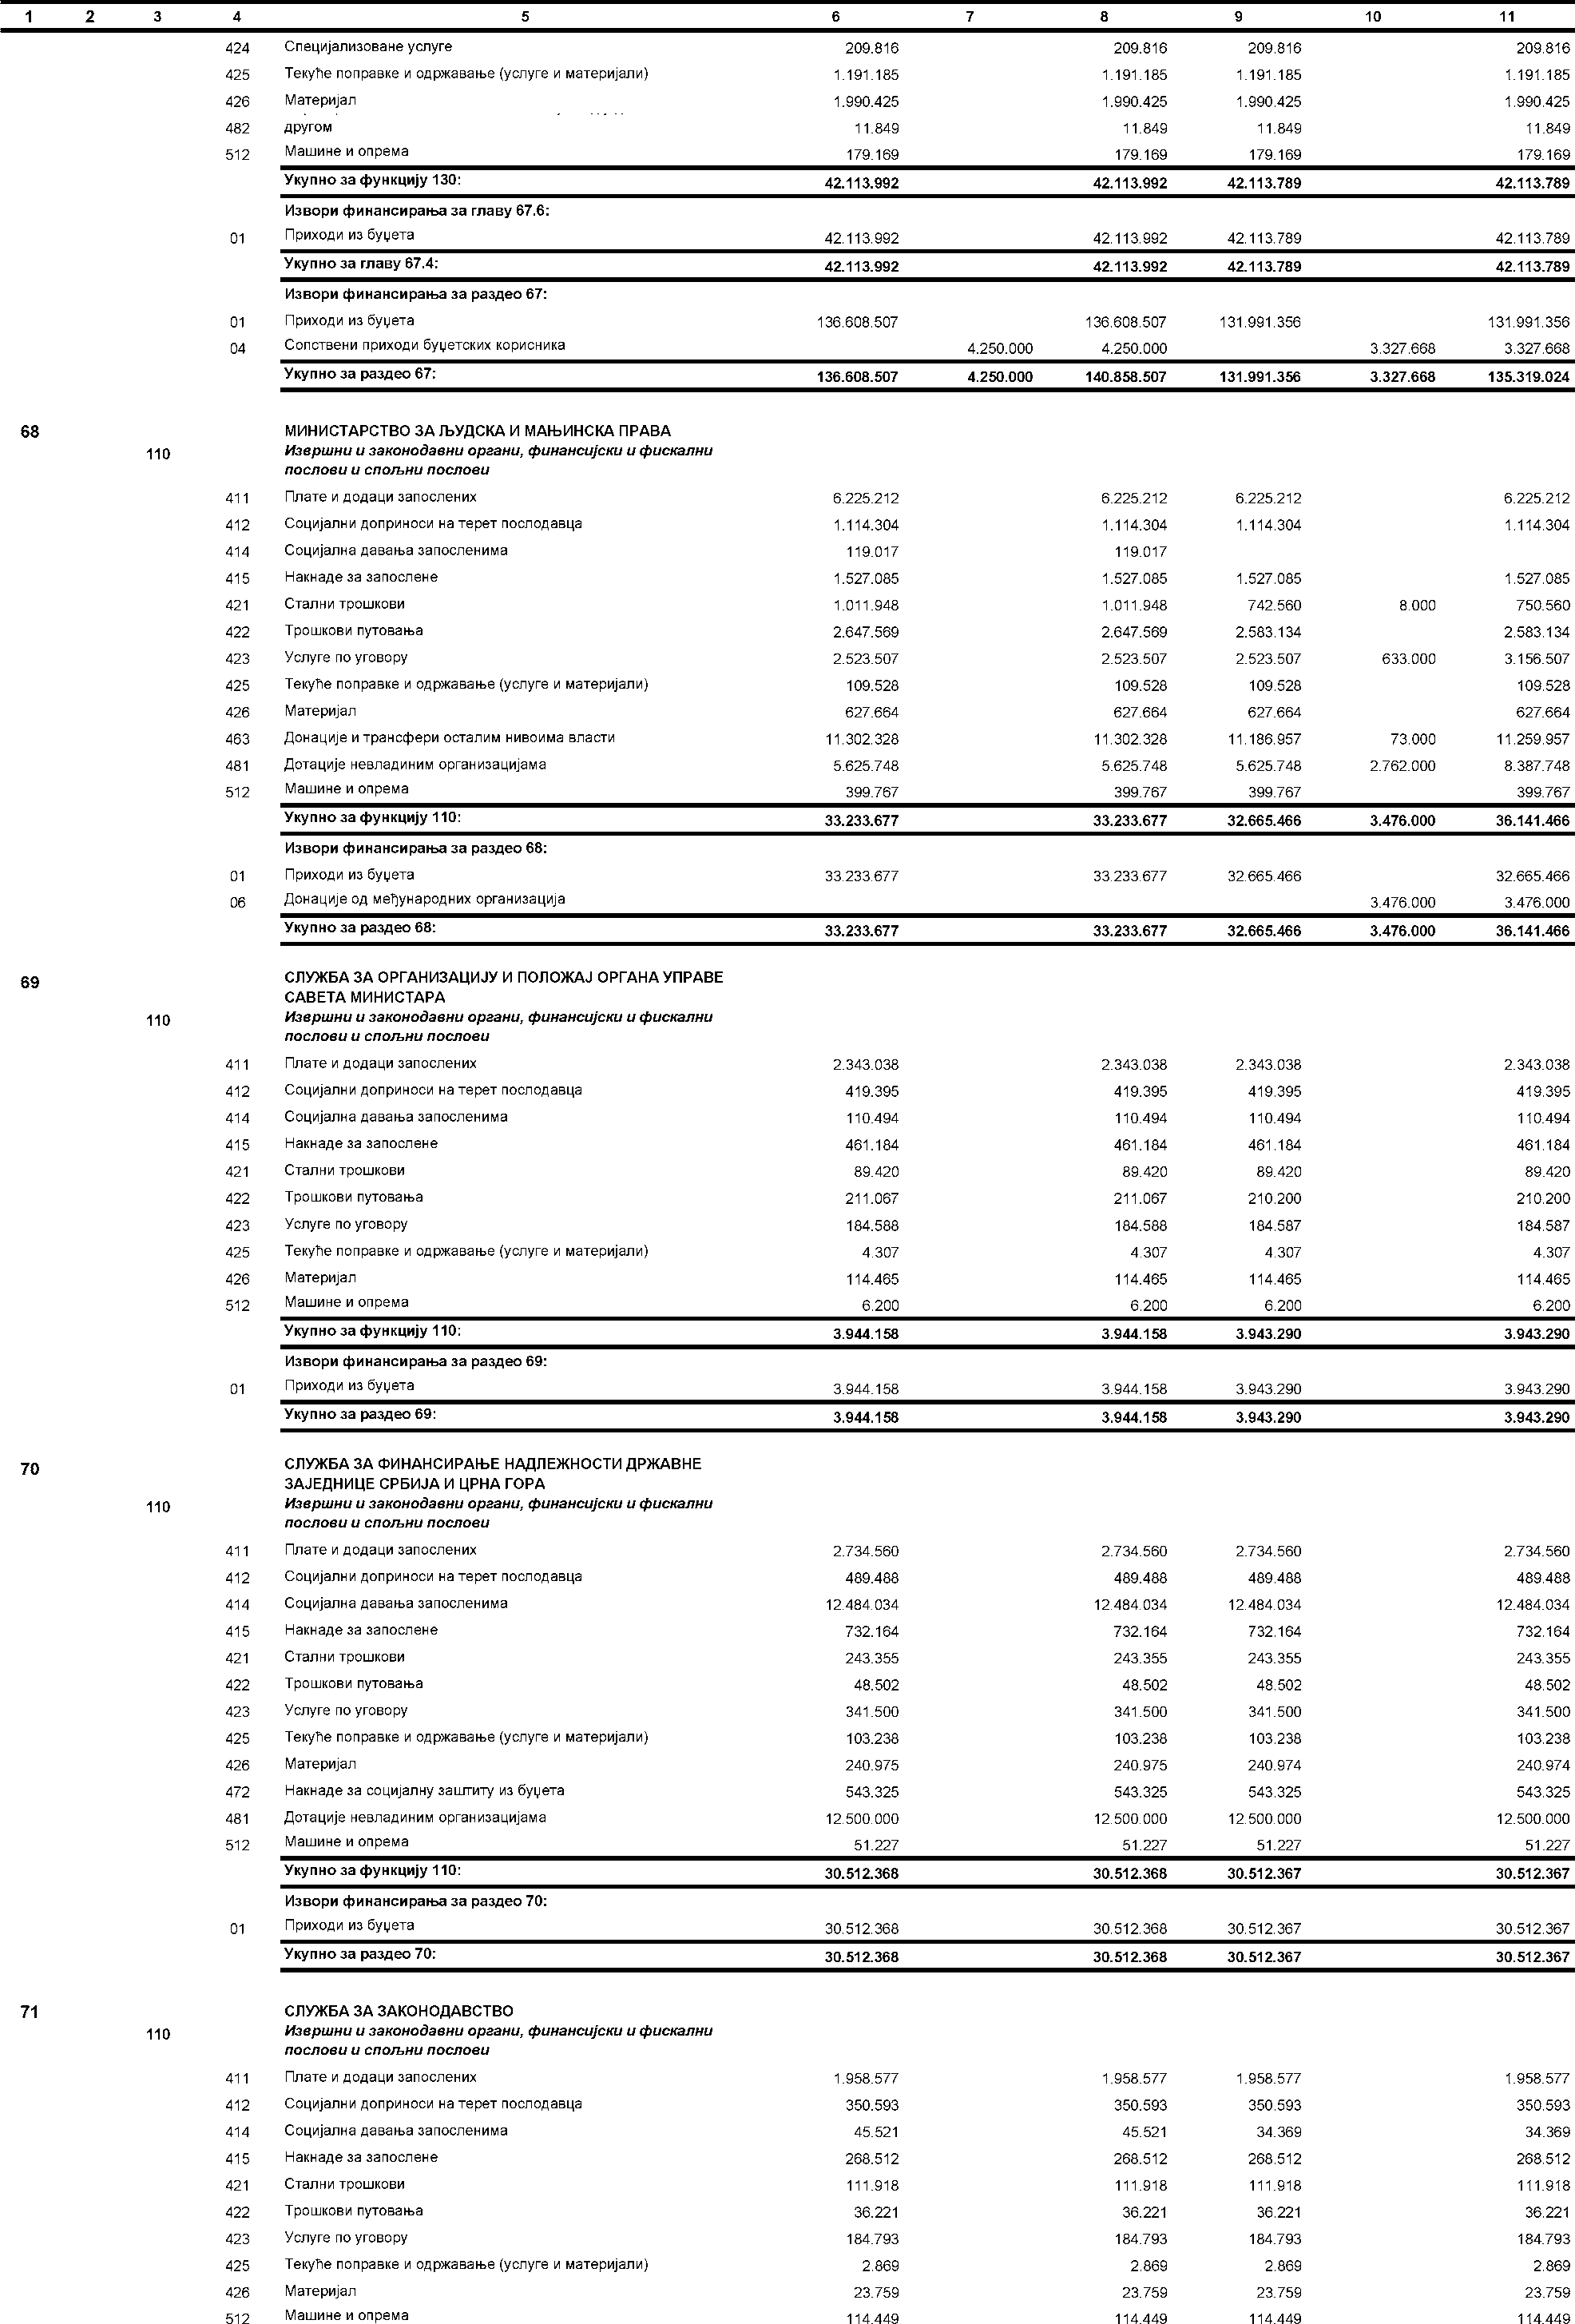 1 2 3 4 5 6 7 8 9 10 11
424 Специјализоване услуге 209.816 209.816 209.816 209.816
425 Текуће поправке и одржавање (услуге и материјали) 1.191.185 1.191.185 1.191.185 1.191.185
426 Материјал 1.990.425 1.990.425 1.990.425 1.990.425
482 другом 11.849 11.849 11.849 11.849
512 Машине и опрема 179.169 179.169 179.169 179.169
Укупно за функцију 130: 42.113.992 42.113.992 42.113.789 42.113.789
Извори финансирања за главу 67.6:
01 Приходи из буџета 42.113.992 42.113.992 42.113.789 42.113.789
Укупно за главу 67.4: 42.113.992 42.113.992 42.113.789 42.113.789
Извори финансирања за раздео 67:
01 Приходи из буџета 136.608.507 136.608.507 131.991.356 131.991.356
04 Сопствени приходи буџетских корисника 4.250.000 4.250.000 3.327.668 3.327.668
Укупно за раздео 67: 136.608.507 4.250.000 140.858.507 131.991.356 3.327.668 135.319.024
68 МИНИСТАРСТВО ЗА ЉУДСКА И МАЊИНСКА ПРАВА
110 Извршни и законодавни органи, финансијски и фискални
послови и спољни послови
411 Плате и додаци запослених 6.225.212 6.225.212 6.225.212 6.225.212
412 Социјални доприноси на терет послодавца 1.114.304 1.114.304 1.114.304 1.114.304
414 Социјална давања запосленима 119.017 119.017
415 Накнаде за запослене 1.527.085 1.527.085 1.527.085 1.527.085
421 Стални трошкови 1.011.948 1.011.948 742.560 8.000 750.560
422 Трошкови путовања 2.647.569 2.647.569 2.583.134 2.583.134
423 Услуге по уговору 2.523.507 2.523.507 2.523.507 633.000 3.156.507
425 Текуће поправке и одржавање (услуге и материјали) 109.528 109.528 109.528 109.528
426 Материјал 627.664 627.664 627.664 627.664
463 Донације и трансфери осталим нивоима власти 11.302.328 11.302.328 11.186.957 73.000 11.259.957
481 Дотације невладиним организацијама 5.625.748 5.625.748 5.625.748 2.762.000 8.387.748
512 Машине и опрема 399.767 399.767 399.767 399.767
Укупно за функцију 110: 33.233.677 33.233.677 32.665.466 3.476.000 36.141.466
Извори финансирања за раздео 68:
01 Приходи из буџета 33.233.677 33.233.677 32.665.466 32.665.466
06 Донације од међународних организација 3.476.000 3.476.000
Укупно за раздео 68: 33.233.677 33.233.677 32.665.466 3.476.000 36.141.466
69 СЛУЖБА ЗА ОРГАНИЗАЦИЈУ И ПОЛОЖАЈ ОРГАНА УПРАВЕ
САВЕТА МИНИСТАРА
110 Извршни и законодавни органи, финансијски и фискални
послови и спољни послови
411 Плате и додаци запослених 2.343.038 2.343.038 2.343.038 2.343.038
412 Социјални доприноси на терет послодавца 419.395 419.395 419.395 419.395
414 Социјална давања запосленима 110.494 110.494 110.494 110.494
415 Накнаде за запослене 461.184 461.184 461.184 461.184
421 Стални трошкови 89.420 89.420 89.420 89.420
422 Трошкови путовања 211.067 211.067 210.200 210.200
423 Услуге по уговору 184.588 184.588 184.587 184.587
425 Текуће поправке и одржавање (услуге и материјали) 4.307 4.307 4.307 4.307
426 Материјал 114.465 114.465 114.465 114.465
512 Машине и опрема 6.200 6.200 6.200 6.200
Укупно за функцију 110: 3.944.158 3.944.158 3.943.290 3.943.290
Извори финансирања за раздео 69:
01 Приходи из буџета 3.944.158 3.944.158 3.943.290 3.943.290
Укупно за раздео 69: 3.944.158 3.944.158 3.943.290 3.943.290
70 СЛУЖБА ЗА ФИНАНСИРАЊЕ НАДЛЕЖНОСТИ ДРЖАВНЕ
ЗАЈЕДНИЦЕ СРБИЈА И ЦРНА ГОРА
110 Извршни и законодавни органи, финансијски и фискални
послови и спољни послови
411 Плате и додаци запослених 2.734.560 2.734.560 2.734.560 2.734.560
412 Социјални доприноси на терет послодавца 489.488 489.488 489.488 489.488
414 Социјална давања запосленима 12.484.034 12.484.034 12.484.034 12.484.034
415 Накнаде за запослене 732.164 732.164 732.164 732.164
421 Стални трошкови 243.355 243.355 243.355 243.355
422 Трошкови путовања 48.502 48.502 48.502 48.502
423 Услуге по уговору 341.500 341.500 341.500 341.500
425 Текуће поправке и одржавање (услуге и материјали) 103.238 103.238 103.238 103.238
426 Материјал 240.975 240.975 240.974 240.974
472 Накнаде за социјалну заштиту из буџета 543.325 543.325 543.325 543.325
481 Дотације невладиним организацијама 12.500.000 12.500.000 12.500.000 12.500.000
512 Машине и опрема 51.227 51.227 51.227 51.227
Укупно за функцију 110: 30.512.368 30.512.368 30.512.367 30.512.367
Извори финансирања за раздео 70:
01 Приходи из буџета 30.512.368 30.512.368 30.512.367 30.512.367
Укупно за раздео 70: 30.512.368 30.512.368 30.512.367 30.512.367
71 СЛУЖБА ЗА ЗАКОНОДАВСТВО
110 Извршни и законодавни органи, финансијски и фискални
послови и спољни послови
411 Плате и додаци запослених 1.958.577 1.958.577 1.958.577 1.958.577
412 Социјални доприноси на терет послодавца 350.593 350.593 350.593 350.593
414 Социјална давања запосленима 45.521 45.521 34.369 34.369
415 Накнаде за запослене 268.512 268.512 268.512 268.512
421 Стални трошкови 111.918 111.918 111.918 111.918
422 Трошкови путовања 36.221 36.221 36.221 36.221
423 Услуге по уговору 184.793 184.793 184.793 184.793
425 Текуће поправке и одржавање (услуге и материјали) 2.869 2.869 2.869 2.869
426 Материјал 23.759 23.759 23.759 23.759
512 Машине и опрема 114.449 114.449 114.449 114.449